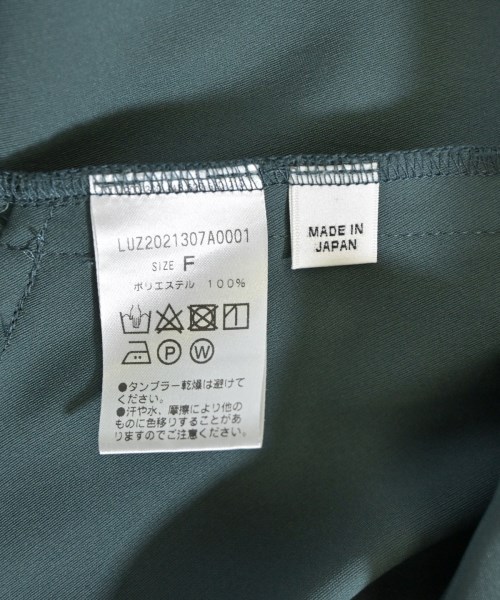 LUZ2021307A0001
SIZE F
ポリエステル 100%
P W
●タンブラー乾燥は避けて
ください。
●汗や水、摩擦により他の
ものに色移りすることがあ
りますのでご注意ください。
MADE IN
JAPAN